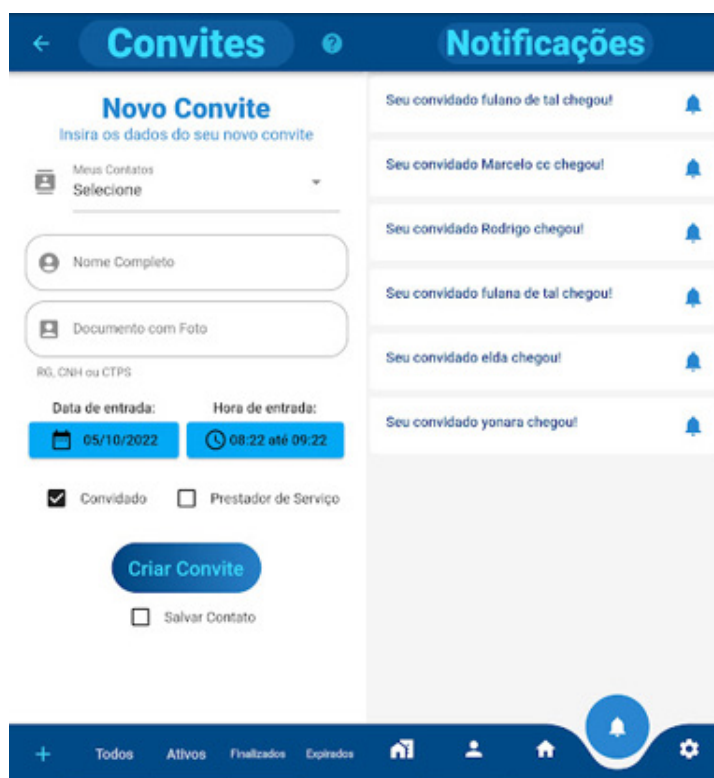 Convites
Novo Convite
Insira os dados do seu novo convite
Meus Contatos
Selecione
Nome Completo
Documento com Foto
RG, CNH ou CTPS
Data de entrada: Hora de entrada:
05/10/2022 08:22 até 09:22
Convidado Prestador de Serviço
Criar Convite
Salvar Contato
Todos Ativos Finalizados Expirados
Notificações
Seu convidado fulano de tal chegou!
Seu convidado Marcelo cc chegou!
Seu convidado Rodrigo chegou!
Seu convidado fulana de tal chegou!
Seu convidado elda chegou!
Seu convidado yonara chegou!